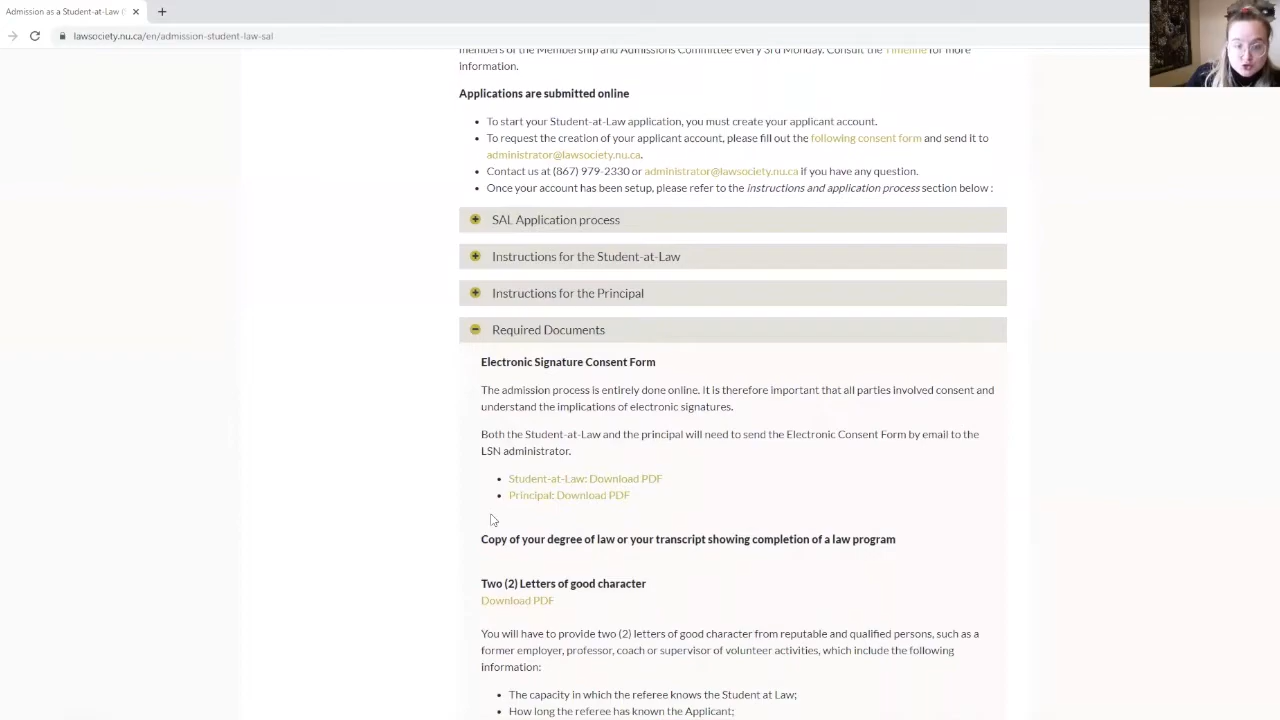 Admission as a Student-at-Law (
lawsociety.nu.ca/en/admission-student-law-sal
members of the Membership and Admissions Committee every 3rd Monday. Consult the Timeline for more
information.
Applications are submitted online
• To start your Student-at-Law application, you must create your applicant account.
• To request the creation of your applicant account, please fill out the following consent form and send it to
administrator@lawsociety.nu.ca.
• Contact us at (867) 979-2330 or administrator@lawsociety.nu.ca if you have any question.
• Once your account has been setup, please refer to the instructions and application process section below :
SAL Application process
Instructions for the Student-at-Law
Instructions for the Principal
Required Documents
Electronic Signature Consent Form
The admission process is entirely done online. It is therefore important that all parties involved consent and
understand the implications of electronic signatures.
Both the Student-at-Law and the principal will need to send the Electronic Consent Form by email to the
LSN administrator.
• Student-at-Law: Download PDF
• Principal: Download PDF
Copy of your degree of law or your transcript showing completion of a law program
Two (2) Letters of good character
Download PDF
You will have to provide two (2) letters of good character from reputable and qualified persons, such as a
former employer, professor, coach or supervisor of volunteer activities, which include the following
information:
• The capacity in which the referee knows the Student at Law;
• How long the referee has known the Applicant;